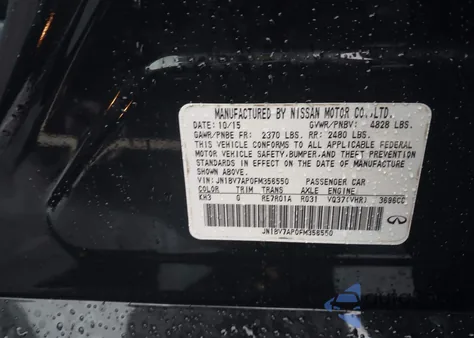 MANUFACTURED BY NISSAN MOTOR CO.,LTD.
DATE: 10/15 GVWR/PNBV: 4828 LBS.
GAWR/PNBE FR: 2370 LBS. RR: 2480 LBS.
THIS VEHICLE CONFORMS TO ALL APPLICABLE FEDERAL
MOTOR VEHICLE SAFETY,BUMPER,AND THEFT PREVENTION
STANDARDS IN EFFECT ON THE DATE OF MANUFACTURE
SHOWN ABOVE.
VIN: JN1BV7AP0FM356550 PASSENGER CAR
COLOR TRIM TRANS AXLE ENGINE
KH3 G RE7R01A R031 VQ37(VHR) 3696CC
JN1BV7AP0FM356550